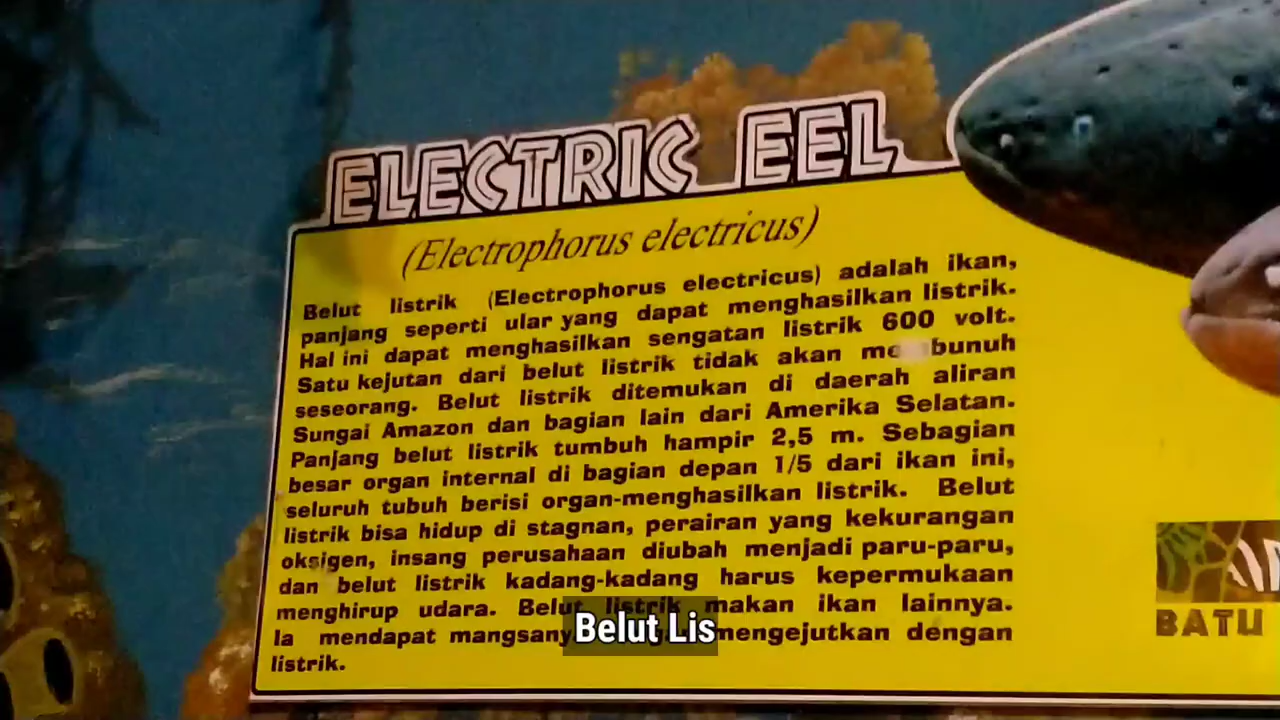 ELECTRIC EEL
(Electrophorus electricus)
Belut listrik (Electrophorus electricus) adalah ikan,
panjang seperti ular yang dapat menghasilkan listrik.
Hal ini dapat menghasilkan sengatan listrik 600 volt.
Satu kejutan dari belut listrik tidak akan me bunuh
seseorang. Belut listrik ditemukan di daerah aliran
Sungai Amazon dan bagian lain dari Amerika Selatan.
Panjang belut listrik tumbuh hampir 2,5 m. Sebagian
besar organ internal di bagian depan 1/5 dari ikan ini,
seluruh tubuh berisi organ-menghasilkan listrik. Belut
listrik bisa hidup di stagnan, perairan yang kekurangan
oksigen, insang perusahaan diubah menjadi paru-paru,
dan belut listrik kadang-kadang harus kepermukaan
menghirup udara. Belut listrik makan ikan lainnya.
Ia mendapat mengejutkan dengan
listrik.
Belut Lis
BATU